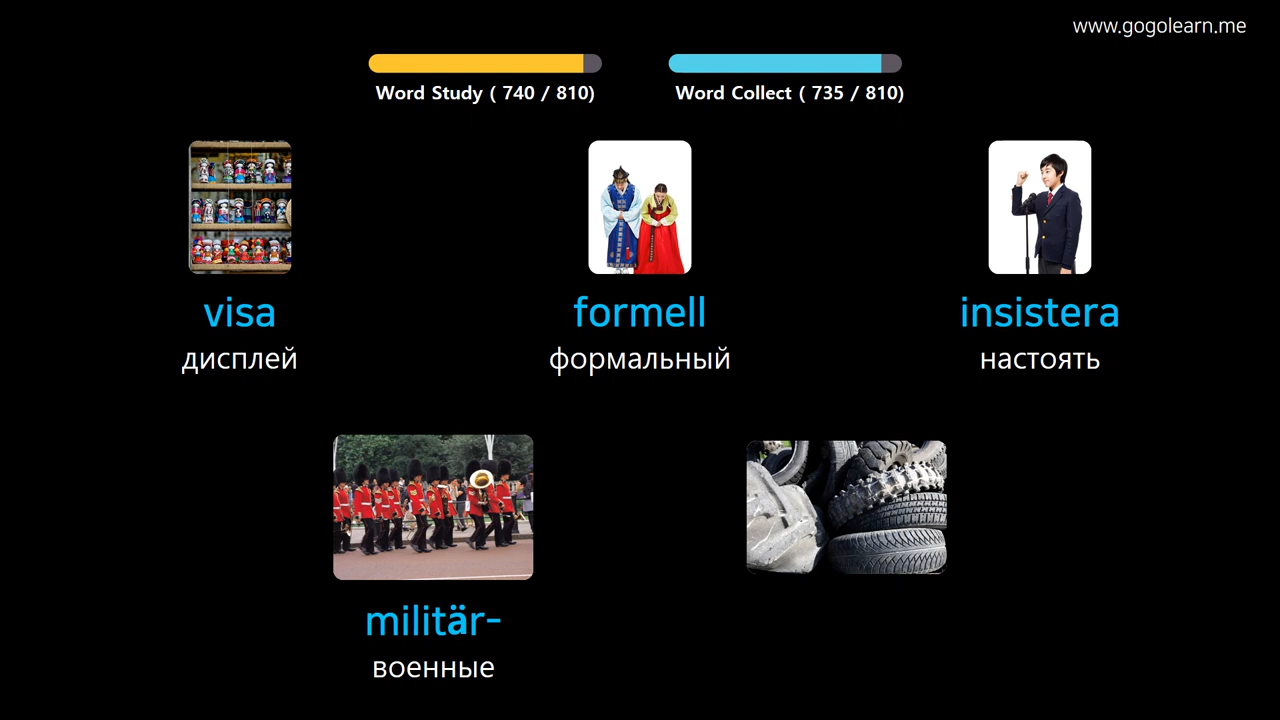 www.gogolearn.me
Word Study ( 740 / 810)
Word Collect ( 735 / 810)
visa
дисплей
formell
формальный
insistera
настоять
militär-
военные